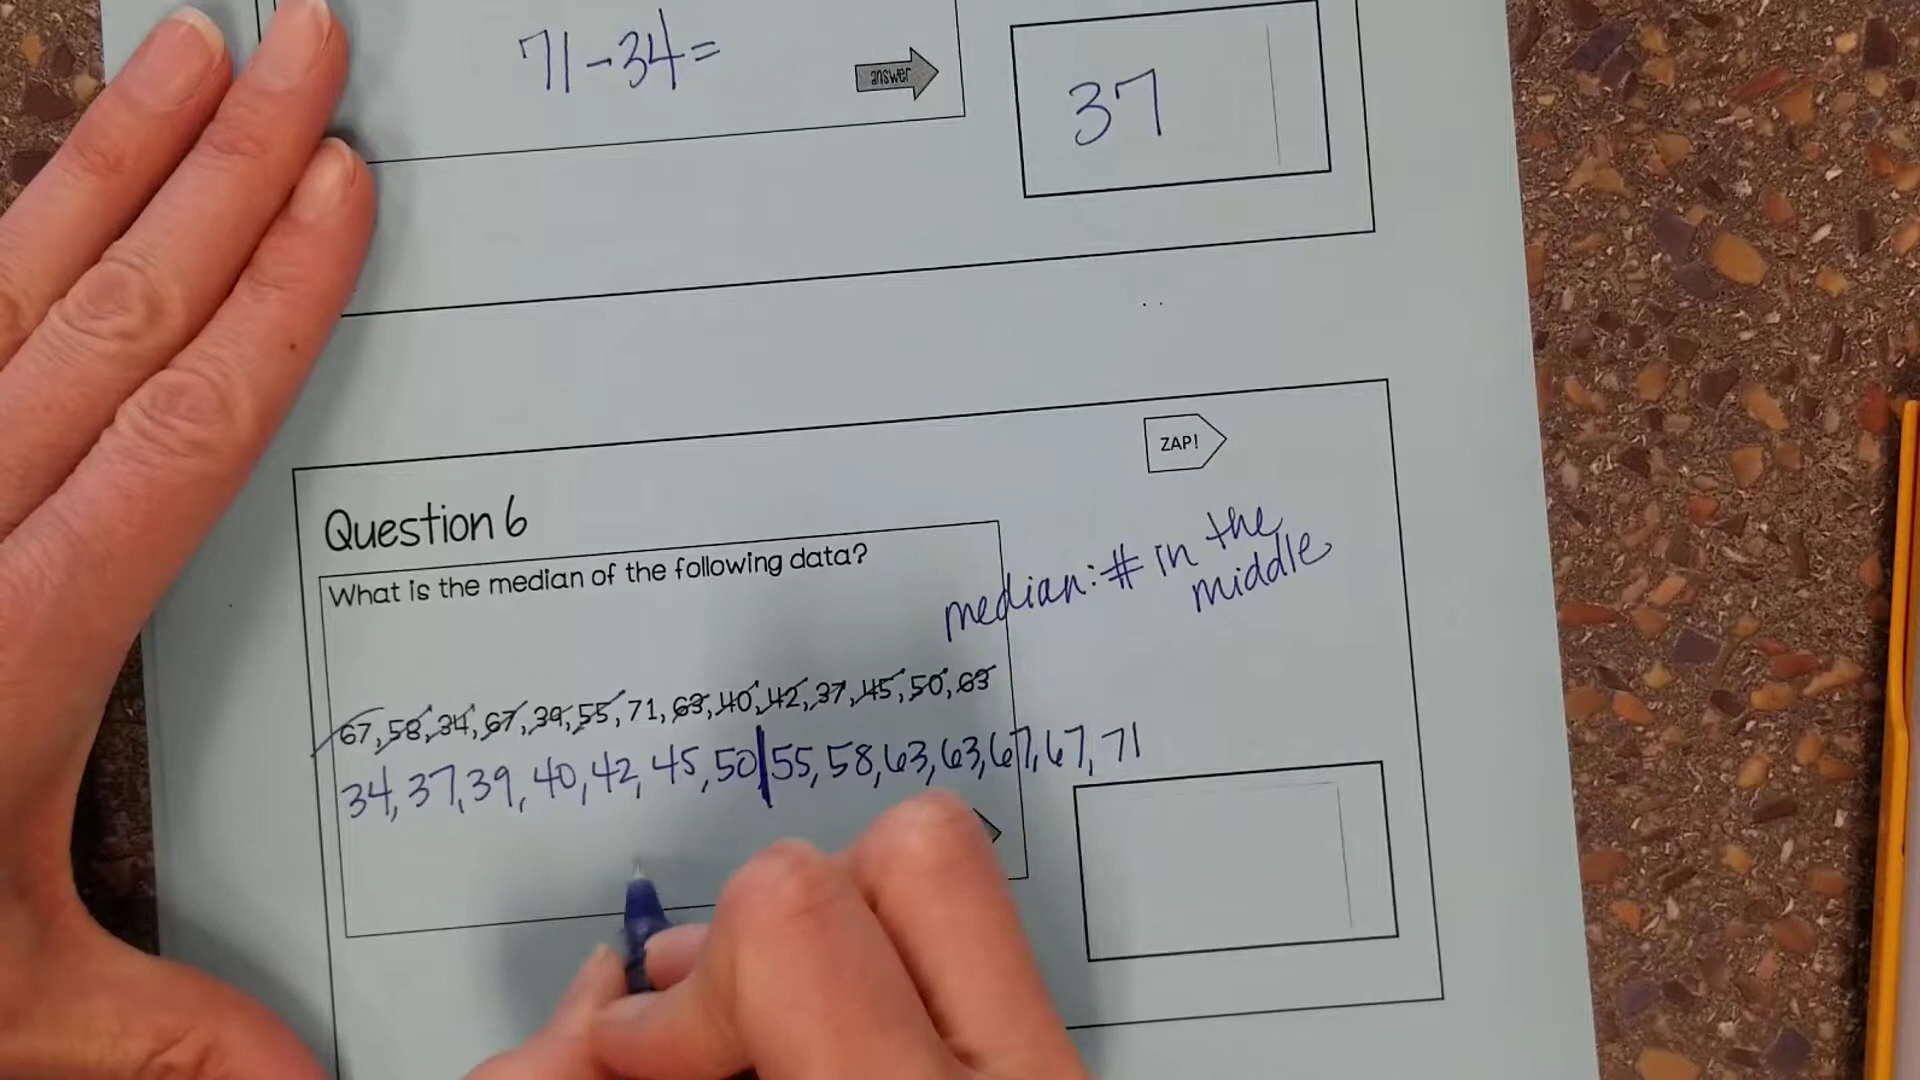 71-34=
answer
37
ZAP!
Question 6
What is the median of the following data?
median: # in the
middle
67, 58, 34, 67, 39, 55, 71, 63, 40, 42, 37, 45, 50, 63
34, 37, 39, 40, 42, 45, 50|55, 58, 63, 63, 67, 67, 71